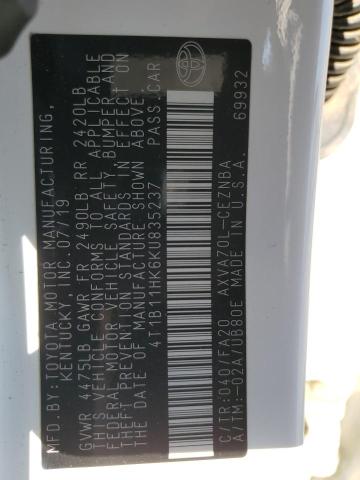 MFD. BY: TOYOTA MOTOR MANUFACTURING,
KENTUCKY, INC. 07/19
GVWR 4475LB GAWR FR 2490LB RR 2420LB
THIS VEHICLE CONFORMS TO ALL APPLICABLE
FEDERAL MOTOR VEHICLE SAFETY, BUMPER, AND
THEFT PREVENTION STANDARDS IN EFFECT ON
THE DATE OF MANUFACTURE SHOWN ABOVE.
4T1B11HK6KU835237 PASS.CAR
C/TR:040/FA20 AXVA70L-CEZNBA
A/TM:-02A/UB80E MADE IN U.S.A.
69932